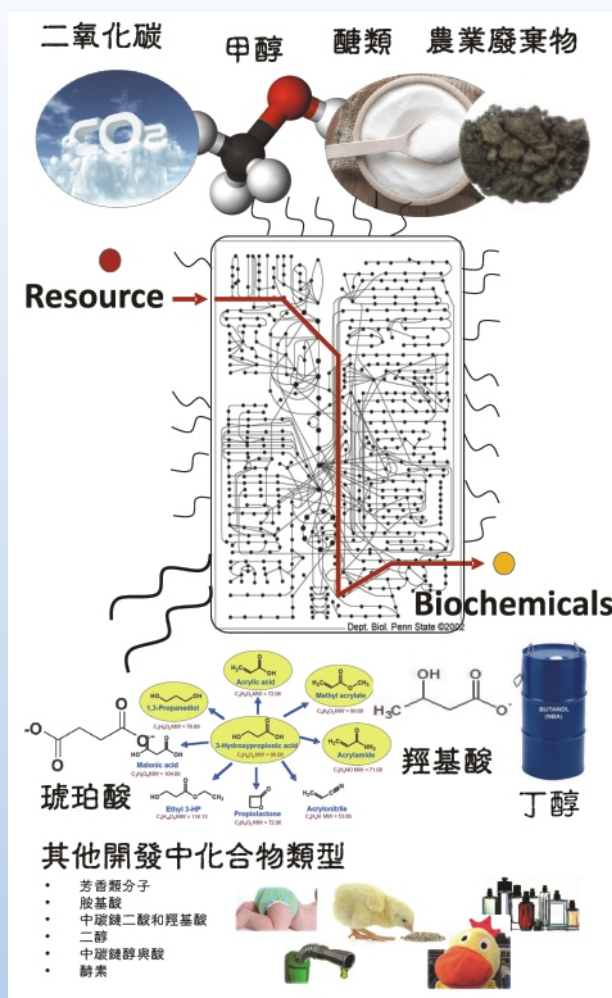 二氧化碳
甲醇
醣類
農業廢棄物
CO2
Resource
Biochemicals
Dept. Biol. Penn State ©2002
Acrylic acid
1,3-Propanediol
Methyl acrylate
3-Hydroxypropionic acid
Malonic acid
Acrylamide
Ethyl 3-HP
Propiolactone
Acrylonitrile
琥珀酸
OH
H₃C
O
O⁻
羥基酸
BUTANOL
(NBA)
丁醇
其他開發中化合物類型
• 芳香類分子
• 胺基酸
• 中碳鏈二酸和羥基酸
• 二醇
• 中碳鏈醇與酸
• 酵素